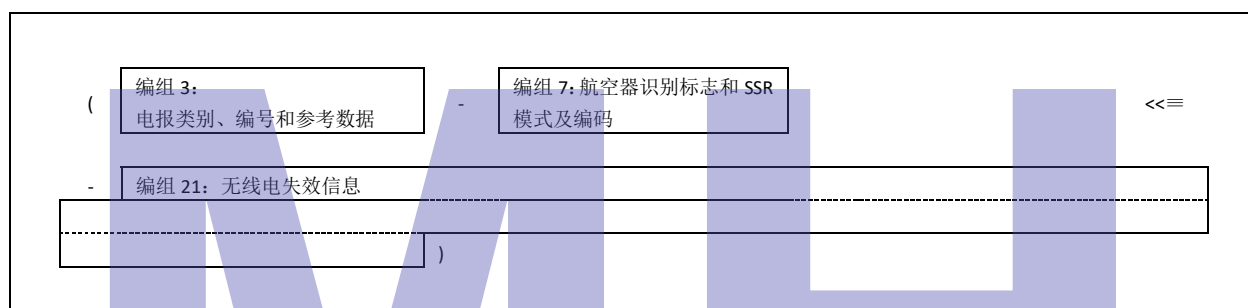 ( 编组 3: - 编组 7: 航空器识别标志和 SSR <<≡
电报类别、编号和参考数据 模式及编码
- 编组 21：无线电失效信息
)
MH